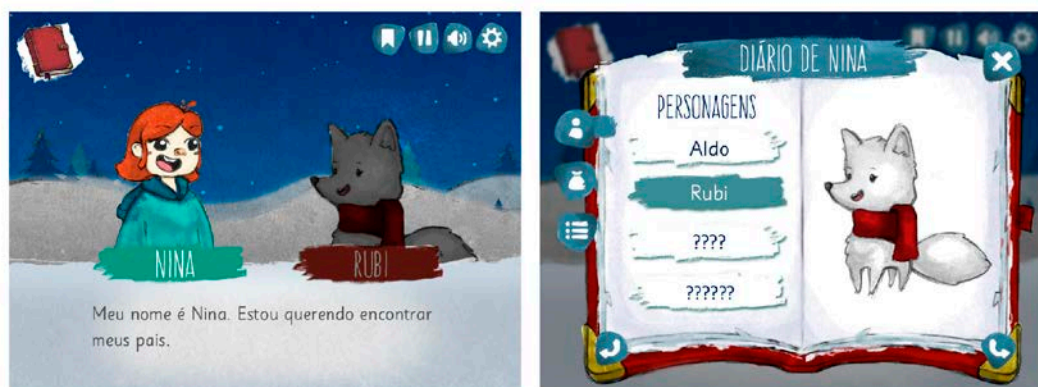 NINA
RUBI
Meu nome é Nina. Estou querendo encontrar
meus pais.
DIÁRIO DE NINA
PERSONAGENS
Aldo
Rubi
????
??????